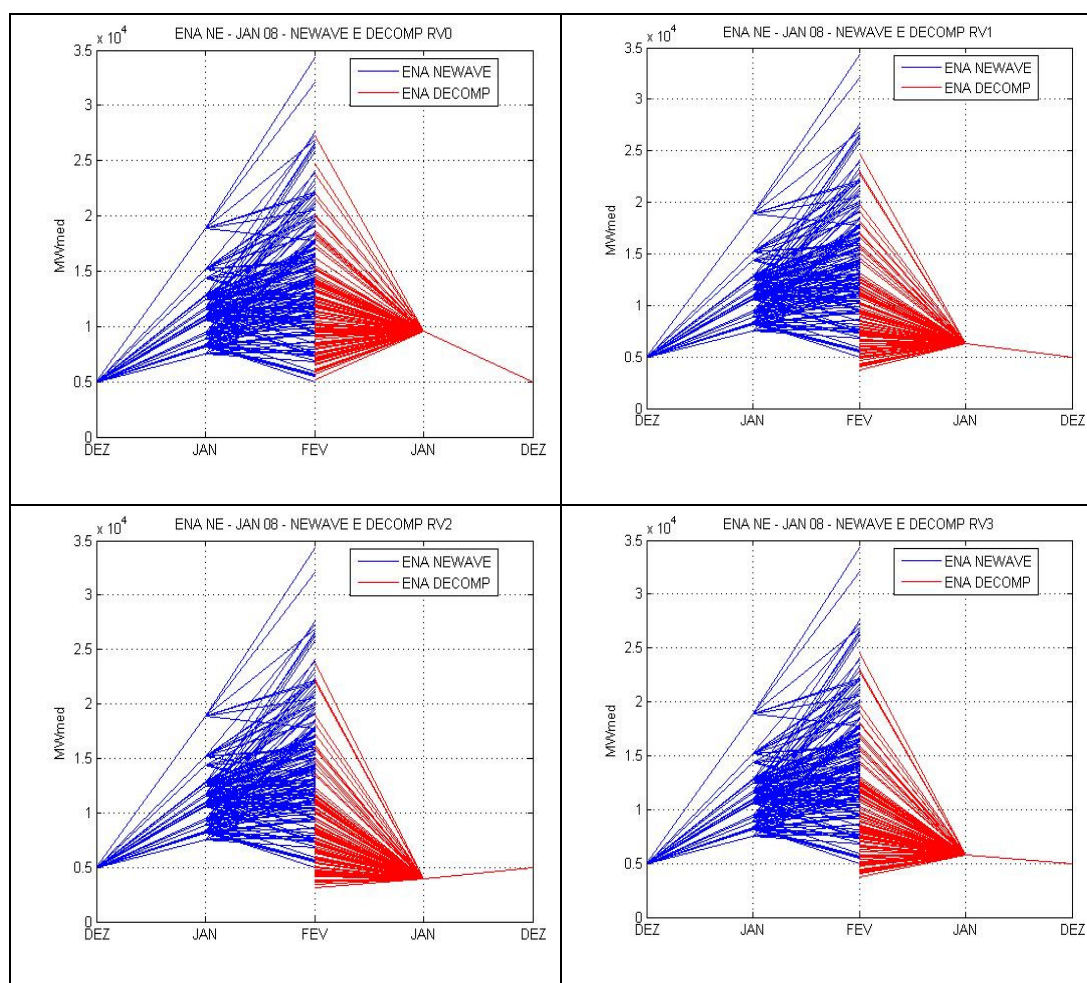 ENA NE - JAN 08 - NEWAVE E DECOMP RV0
x 10^4
ENA NEWAVE
ENA DECOMP
3.5
3
2.5
2
1.5
1
0.5
0
MWmed
DEZ JAN FEV JAN DEZ
ENA NE - JAN 08 - NEWAVE E DECOMP RV1
x 10^4
ENA NEWAVE
ENA DECOMP
3.5
3
2.5
2
1.5
1
0.5
0
MWmed
DEZ JAN FEV JAN DEZ
ENA NE - JAN 08 - NEWAVE E DECOMP RV2
x 10^4
ENA NEWAVE
ENA DECOMP
3.5
3
2.5
2
1.5
1
0.5
0
MWmed
DEZ JAN FEV JAN DEZ
ENA NE - JAN 08 - NEWAVE E DECOMP RV3
x 10^4
ENA NEWAVE
ENA DECOMP
3.5
3
2.5
2
1.5
1
0.5
0
MWmed
DEZ JAN FEV JAN DEZ